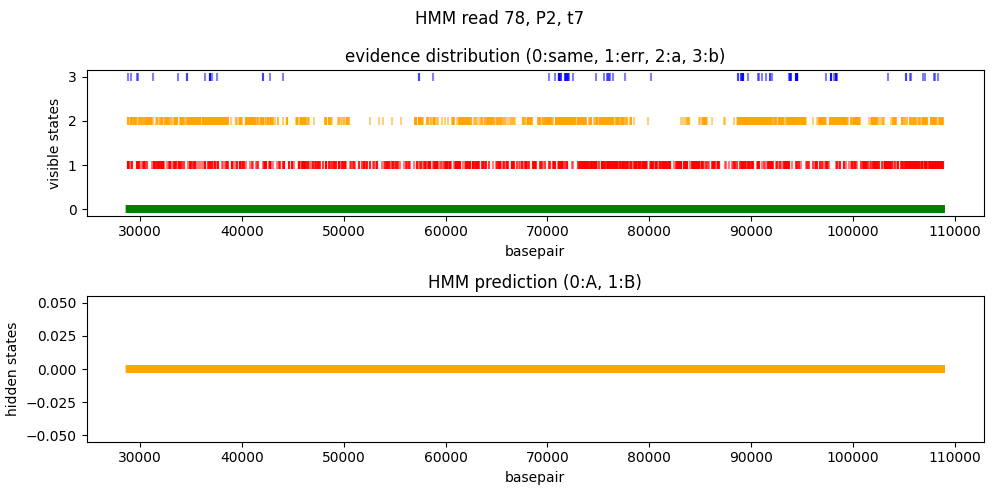 HMM read 78, P2, t7
evidence distribution (0:same, 1:err, 2:a, 3:b)
visible states
3
2
1
0
30000 40000 50000 60000 70000 80000 90000 100000 110000
basepair
HMM prediction (0:A, 1:B)
hidden states
0.050
0.025
0.000
−0.025
−0.050
30000 40000 50000 60000 70000 80000 90000 100000 110000
basepair